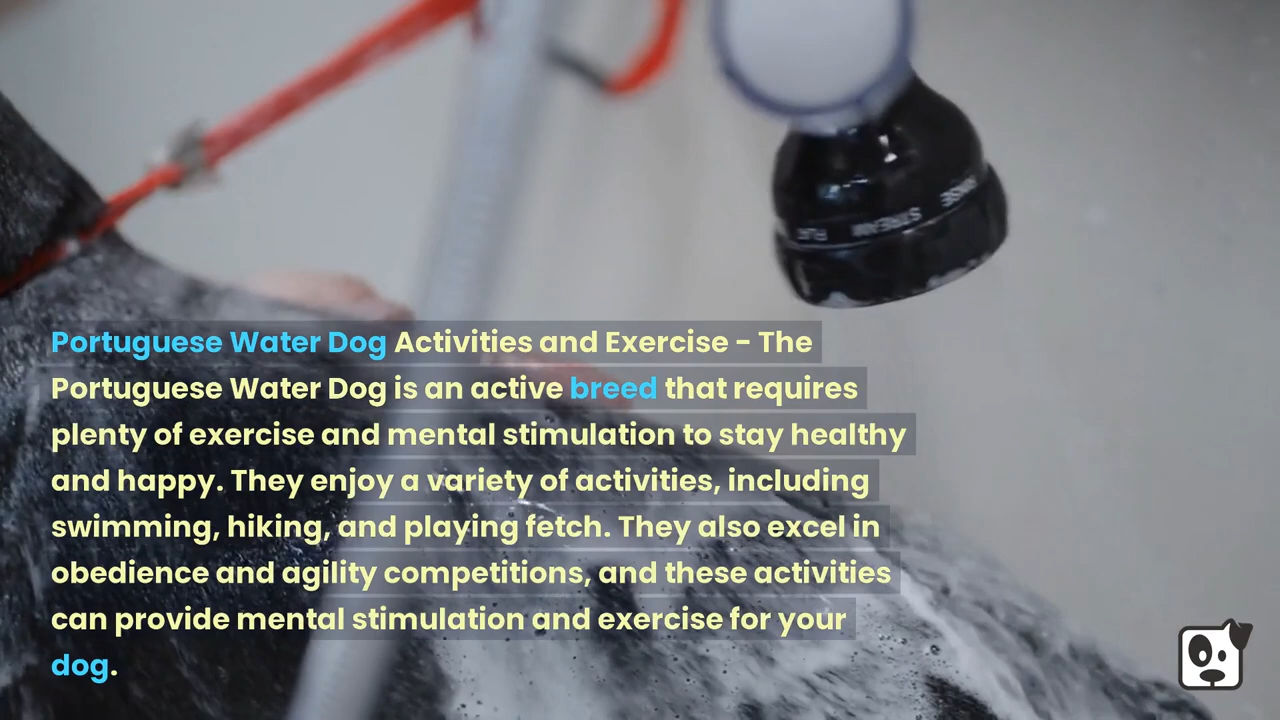 STREAM
Portuguese Water Dog Activities and Exercise - The
Portuguese Water Dog is an active breed that requires
plenty of exercise and mental stimulation to stay healthy
and happy. They enjoy a variety of activities, including
swimming, hiking, and playing fetch. They also excel in
obedience and agility competitions, and these activities
can provide mental stimulation and exercise for your
dog.